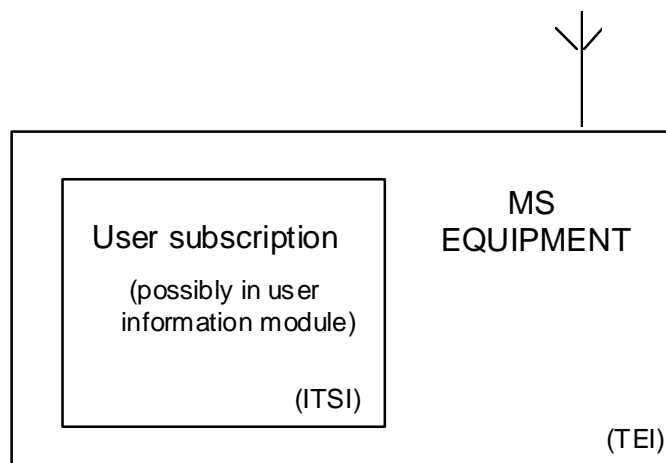 MS
EQUIPMENT
User subscription
(possibly in user
information module)
(ITSI)
(TEI)